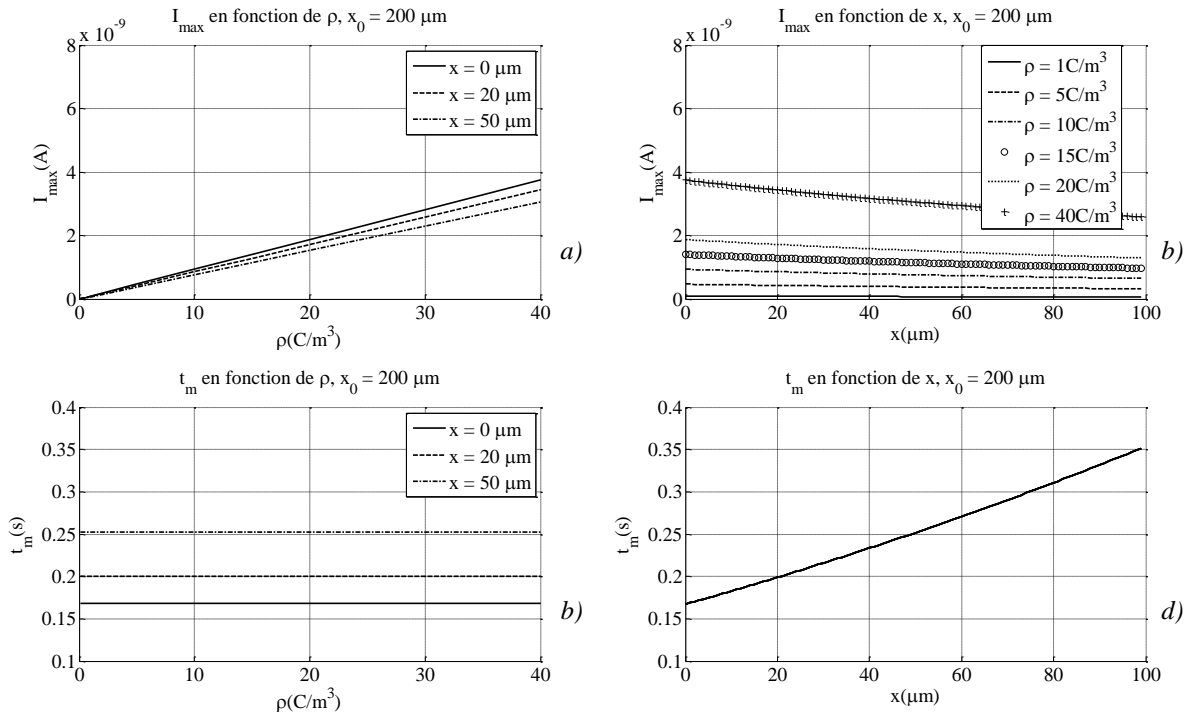 I_max en fonction de ρ, x_0 = 200 μm
x 10^-9
8
6
4
2
0
I_max(A)
0 10 20 30 40
ρ(C/m^3)
x = 0 μm
x = 20 μm
x = 50 μm
a)
I_max en fonction de x, x_0 = 200 μm
x 10^-9
8
6
4
2
0
I_max(A)
0 20 40 60 80 100
x(μm)
ρ = 1C/m^3
ρ = 5C/m^3
ρ = 10C/m^3
ρ = 15C/m^3
ρ = 20C/m^3
ρ = 40C/m^3
b)
t_m en fonction de ρ, x_0 = 200 μm
0.4
0.35
0.3
0.25
0.2
0.15
0.1
t_m(s)
0 10 20 30 40
ρ(C/m^3)
x = 0 μm
x = 20 μm
x = 50 μm
b)
t_m en fonction de x, x_0 = 200 μm
0.4
0.35
0.3
0.25
0.2
0.15
0.1
t_m(s)
0 20 40 60 80 100
x(μm)
d)